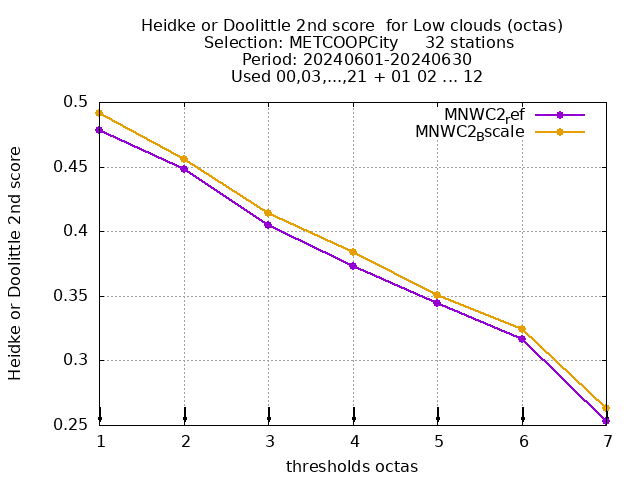 Heidke or Doolittle 2nd score  for Low clouds (octas)
Selection: METCOOPCity     32 stations
Period: 20240601-20240630
Used 00,03,...,21 + 01 02 ... 12
MNWC2ref
MNWC2Bscale
Heidke or Doolittle 2nd score
0.5
0.45
0.4
0.35
0.3
0.25
1 2 3 4 5 6 7
thresholds octas